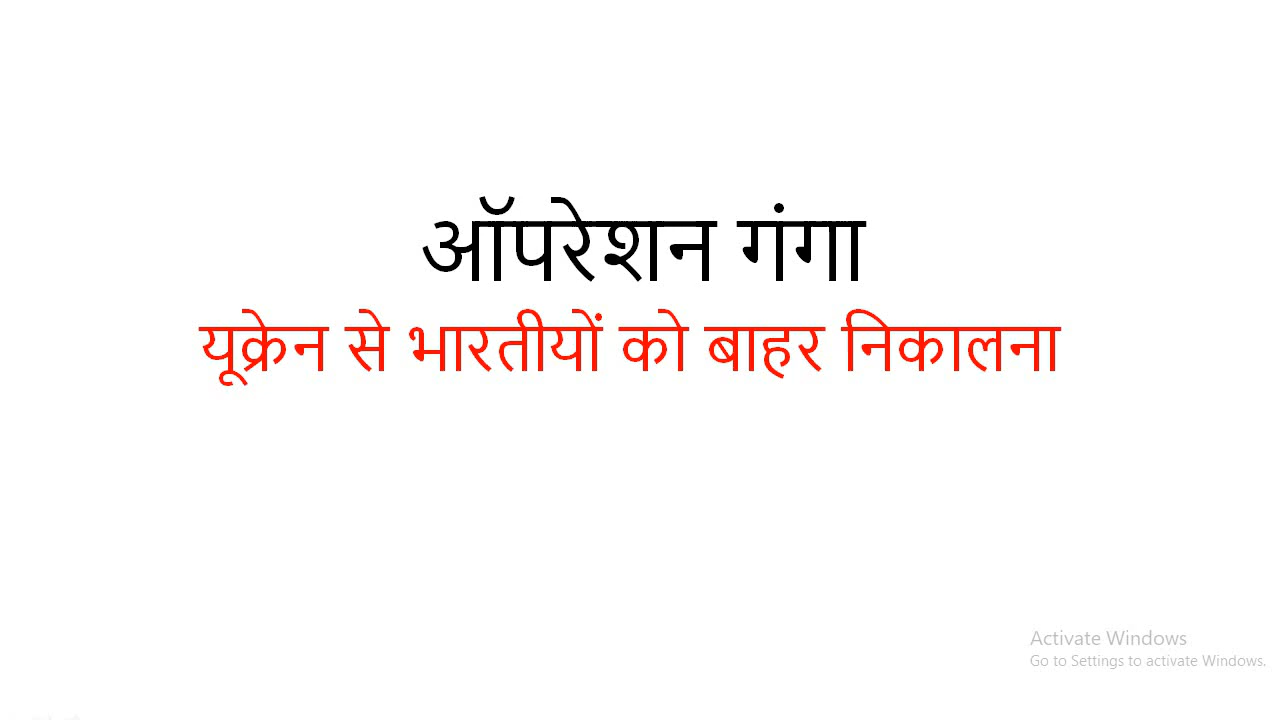 ऑपरेशन गंगा
यूक्रेन से भारतीयों को बाहर निकालना
Activate Windows
Go to Settings to activate Windows.